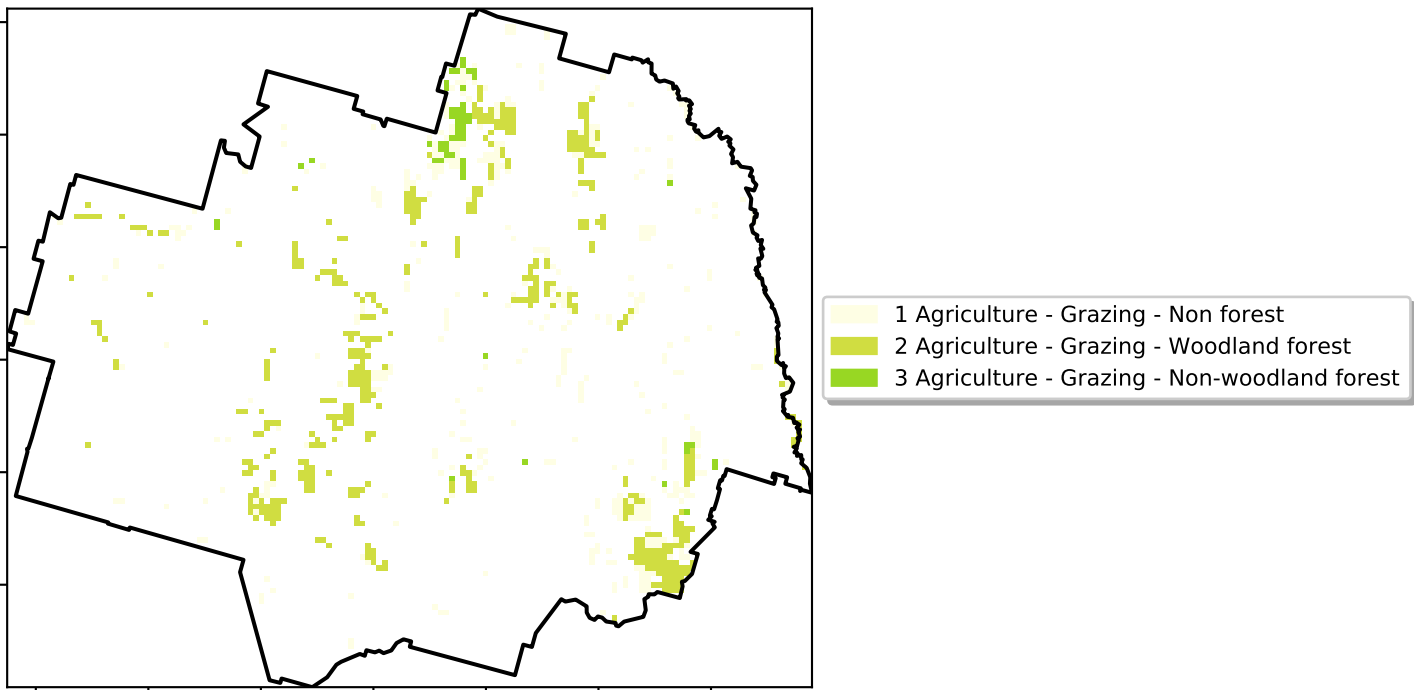 1 Agriculture - Grazing - Non forest
2 Agriculture - Grazing - Woodland forest
3 Agriculture - Grazing - Non-woodland forest